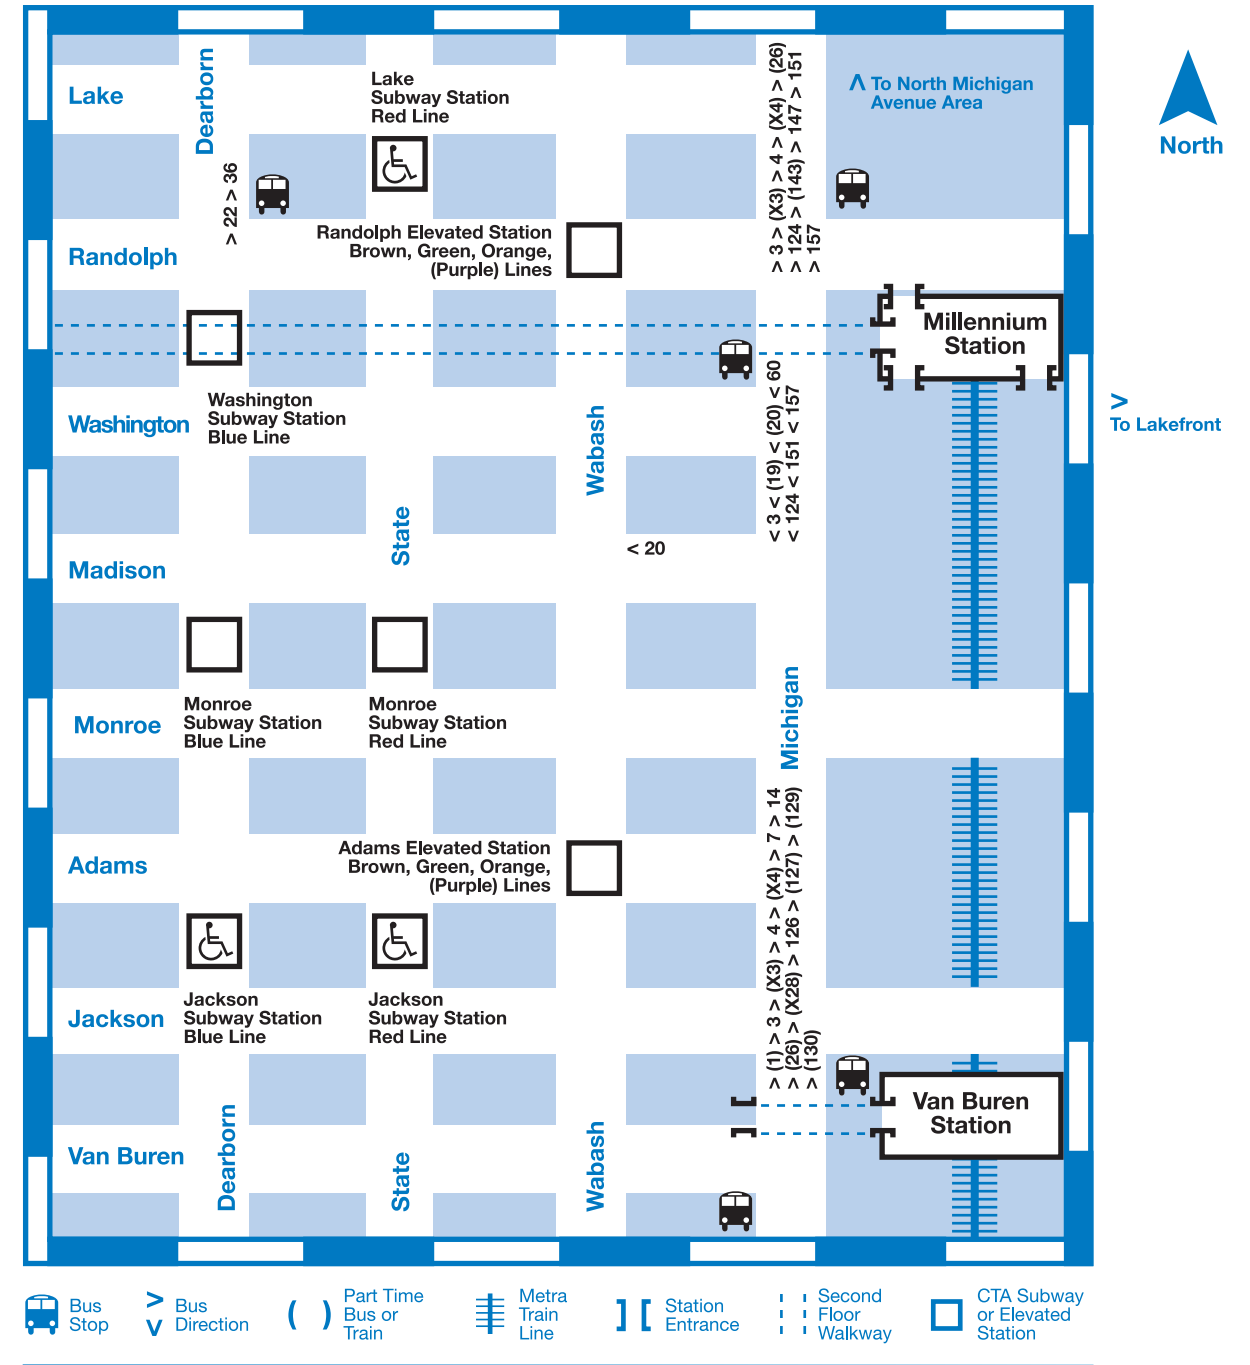 Lake
Dearborn
Lake
Subway Station
Red Line
> 3 > (X3) > 4 > (X4) > (26)
> 124 > (143) > 147 > 151
> 157
Λ To North Michigan
Avenue Area
North
> 22 > 36
Randolph
Randolph Elevated Station
Brown, Green, Orange,
(Purple) Lines
Millennium
Station
Washington
Washington
Subway Station
Blue Line
Wabash
< 3 < (19) < (20) < 60
< 124 < 151 < 157
>
To Lakefront
State
< 20
Madison
Monroe
Monroe
Subway Station
Blue Line
Monroe
Subway Station
Red Line
Michigan
Adams
Adams Elevated Station
Brown, Green, Orange,
(Purple) Lines
> (1) > 3 > (X3) > 4 > (X4) > 7 > 14
> (26) > (X28) > 126 > (127) > (129)
> (130)
Jackson
Jackson
Subway Station
Blue Line
Jackson
Subway Station
Red Line
Van Buren
Station
Van Buren
Dearborn
State
Wabash
Bus
Stop
> Bus
V Direction
( ) Part Time
Bus or
Train
Metra
Train
Line
Station
Entrance
Second
Floor
Walkway
CTA Subway
or Elevated
Station